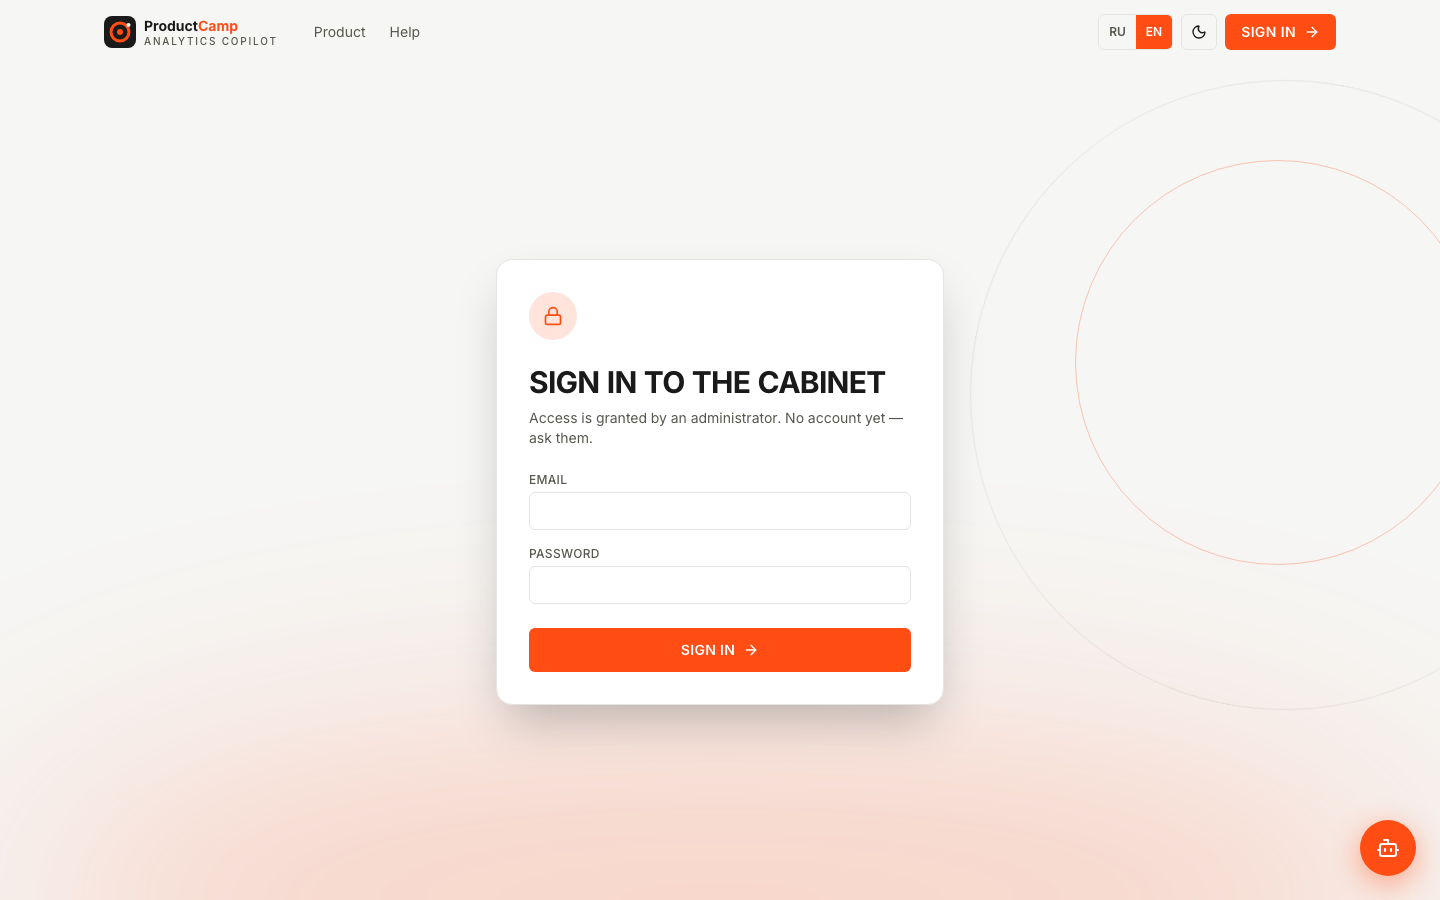 ProductCamp
ANALYTICS COPILOT
Product
Help
RU
EN
SIGN IN
SIGN IN TO THE CABINET
Access is granted by an administrator. No account yet —
ask them.
EMAIL
PASSWORD
SIGN IN